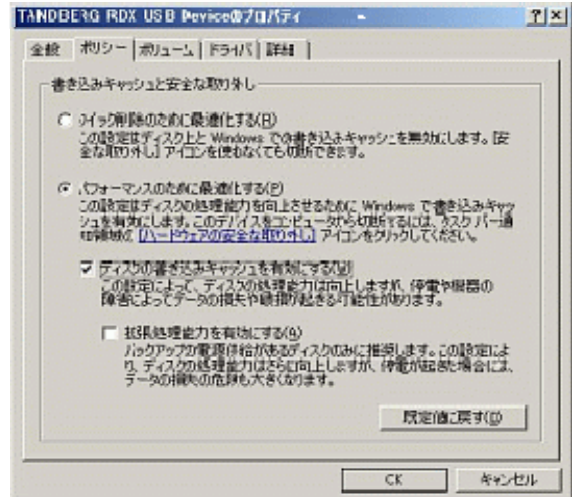 TANDBERG RDX USB Deviceのプロパティ
全般 ポリシー ボリューム ドライバ 詳細
書き込みキャッシュと安全な取り外し
クイック削除のために最適化する(R)
この設定はディスク上と Windows での書き込みキャッシュを無効にします。[安
全な取り外し] アイコンを使わなくても切断できます。
パフォーマンスのために最適化する(P)
この設定はディスクの処理能力を向上させるために Windows で書き込みキャッ
シュを有効にします。このデバイスをコンピュータから切断するには、タスク バー通
知領域の [ハードウェアの安全な取り外し] アイコンをクリックしてください。
ディスクの書き込みキャッシュを有効にする(W)
この設定によって、ディスクの処理能力は向上しますが、停電や機器の
障害によってデータの損失や破損が起きる可能性があります。
拡張処理能力を有効にする(A)
バックアップの電源供給があるディスクのみに推奨します。この設定によ
り、ディスクの処理能力はさらに向上しますが、停電が起きた場合には、
データの損失の危険も大きくなります。
既定値に戻す(D)
OK キャンセル